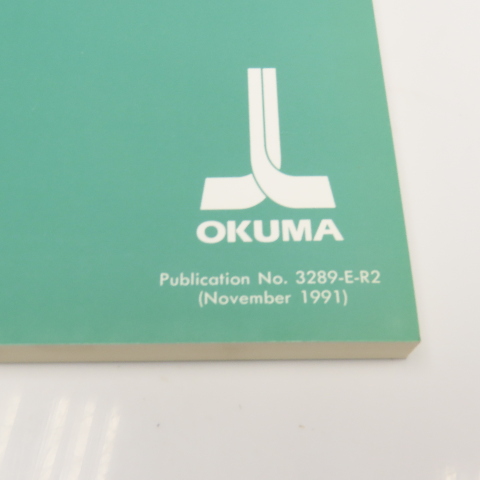 OKUMA
Publication No. 3289-E-R2
(November 1991)